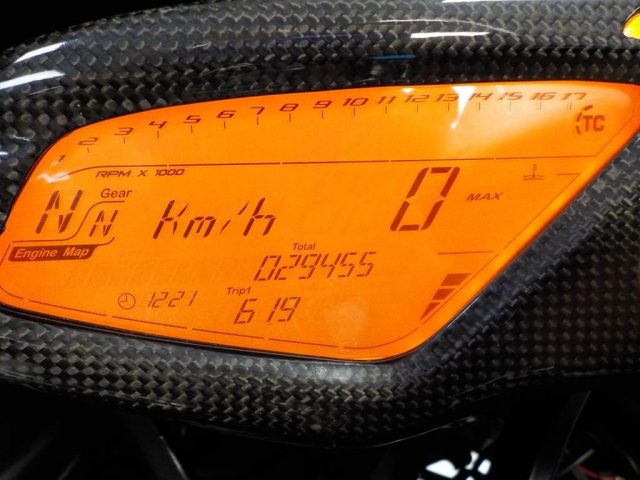 1 2 3 4 5 6 7 8 9 10 11 12 13 14 15 16 17
TC
RPM X 1000
Gear
N N Km/h 0 MAX
Engine Map
Total
029455
Trip1
12:21 619